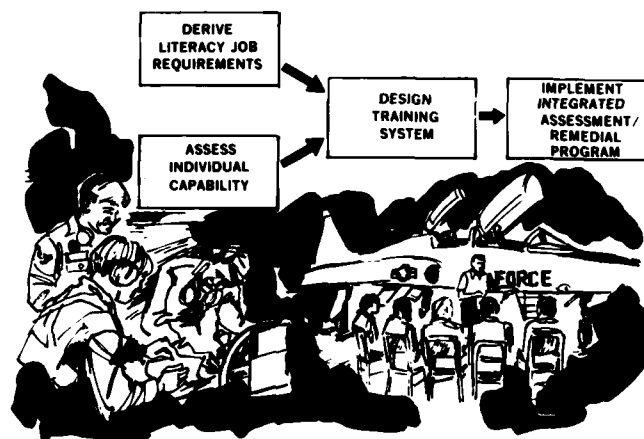 DERIVE
LITERACY JOB
REQUIREMENTS
ASSESS
INDIVIDUAL
CAPABILITY
DESIGN
TRAINING
SYSTEM
IMPLEMENT
INTEGRATED
ASSESSMENT/
REMEDIAL
PROGRAM
FORCE